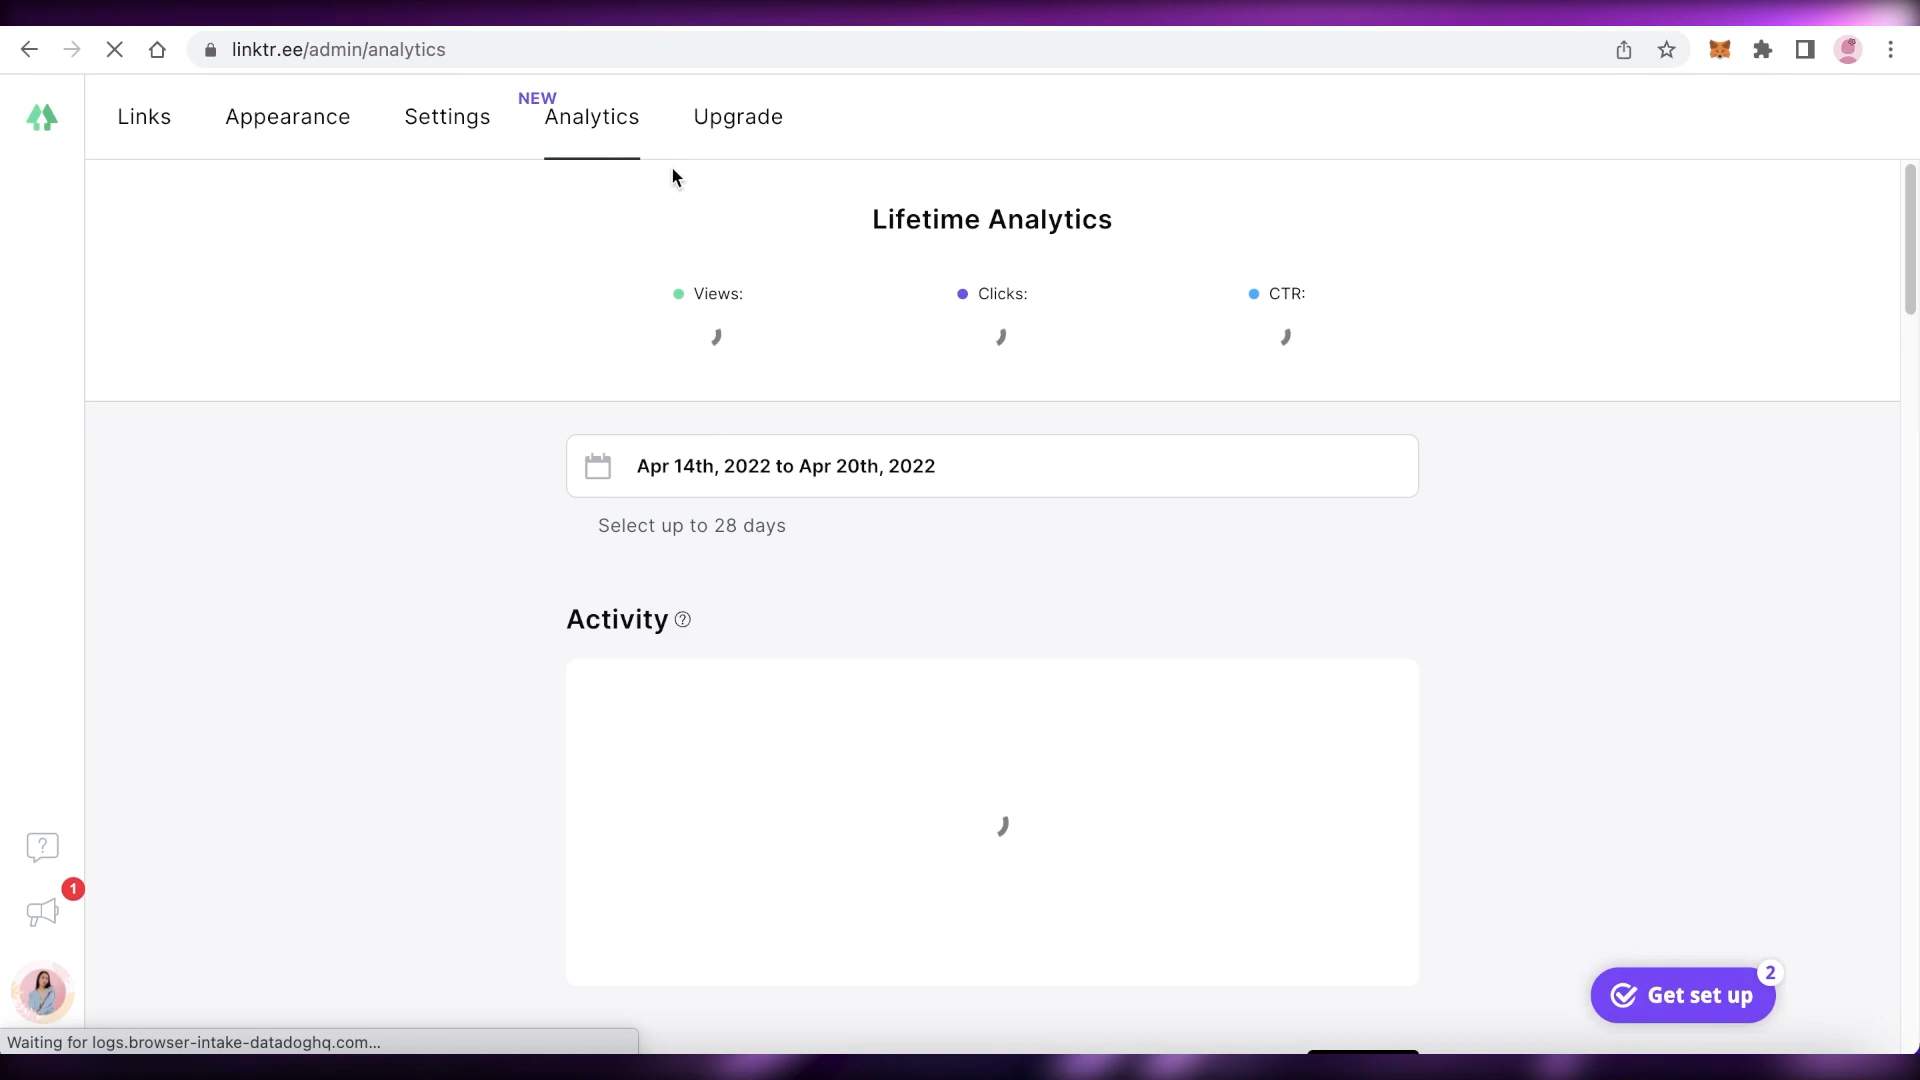 linktr.ee/admin/analytics
Links
Appearance
Settings
NEW
Analytics
Upgrade
Lifetime Analytics
Views:
Clicks:
CTR:
Apr 14th, 2022 to Apr 20th, 2022
Select up to 28 days
Activity ?
?
1
2
Get set up
Waiting for logs.browser-intake-datadoghq.com...